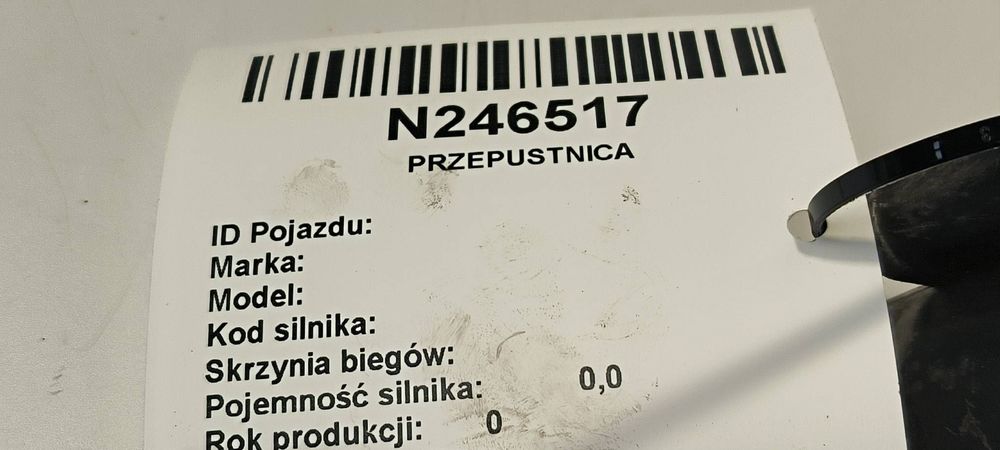 N246517
PRZEPUSTNICA
ID Pojazdu:
Marka:
Model:
Kod silnika:
Skrzynia biegów:
Pojemność silnika: 0,0
Rok produkcji: 0